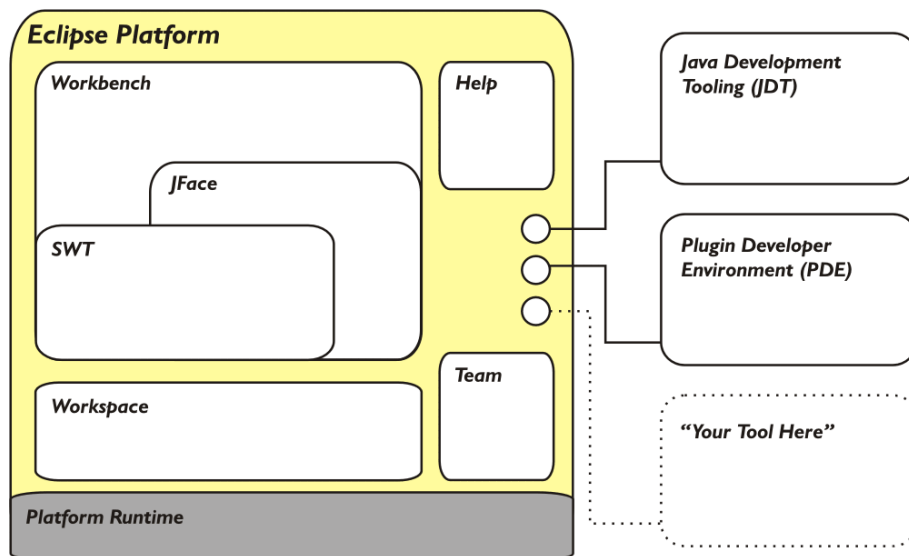 Eclipse Platform
Workbench
Help
JFace
SWT
Workspace
Team
Platform Runtime
Java Development
Tooling (JDT)
Plugin Developer
Environment (PDE)
“Your Tool Here”